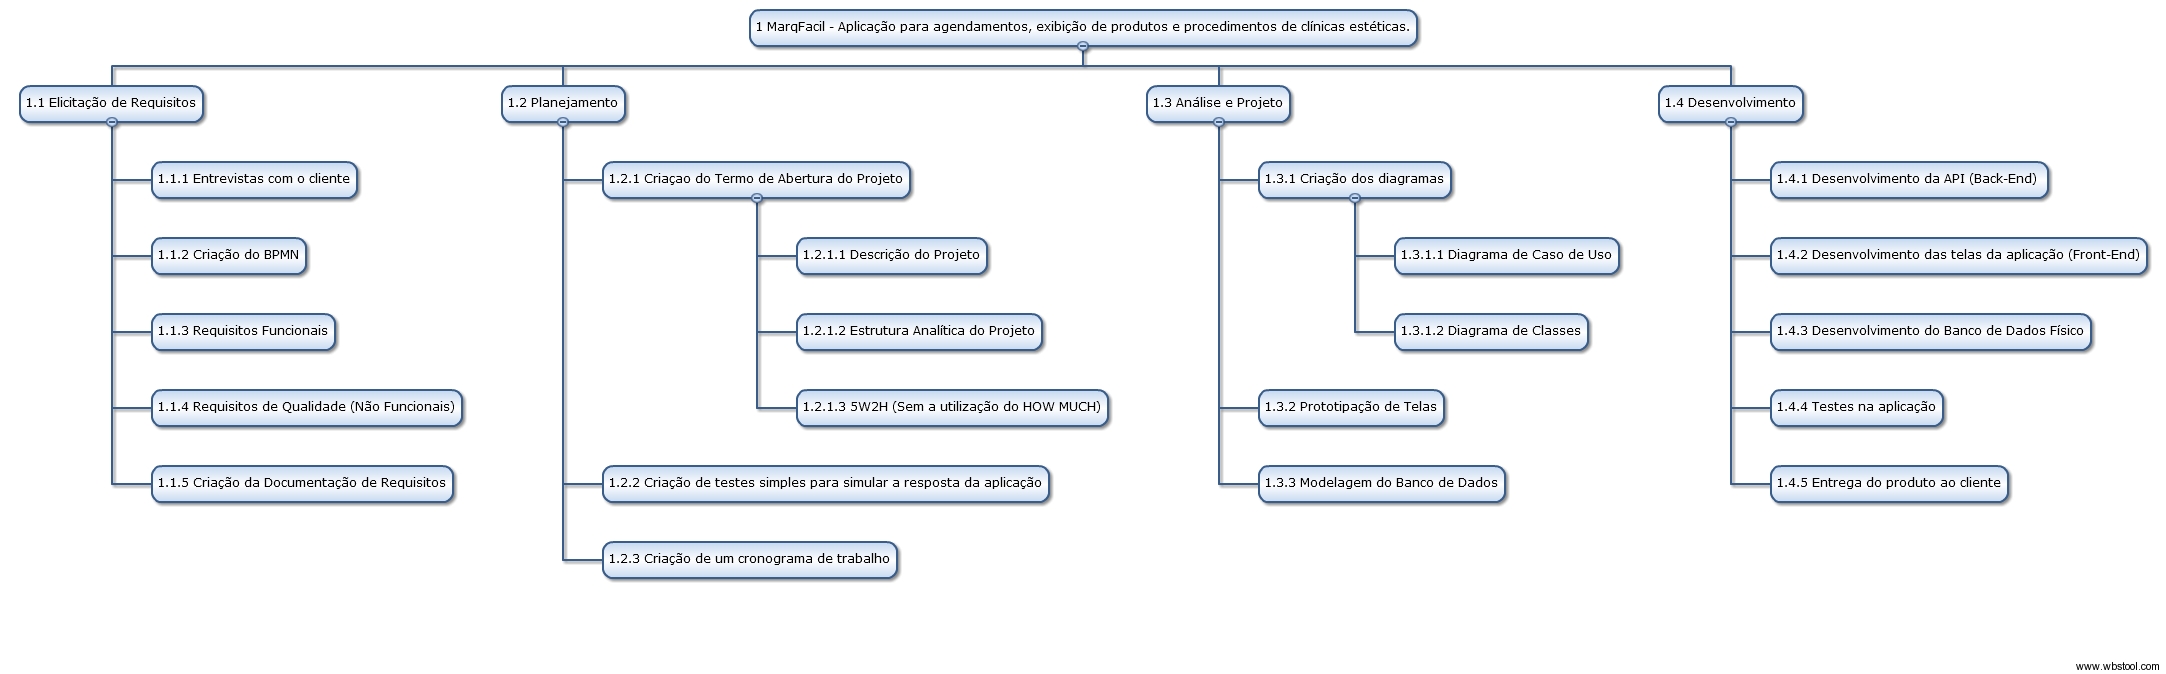 1 MarqFacil - Aplicação para agendamentos, exibição de produtos e procedimentos de clínicas estéticas.
1.1 Elicitação de Requisitos
1.1.1 Entrevistas com o cliente
1.1.2 Criação do BPMN
1.1.3 Requisitos Funcionais
1.1.4 Requisitos de Qualidade (Não Funcionais)
1.1.5 Criação da Documentação de Requisitos
1.2 Planejamento
1.2.1 Criaçao do Termo de Abertura do Projeto
1.2.1.1 Descrição do Projeto
1.2.1.2 Estrutura Analítica do Projeto
1.2.1.3 5W2H (Sem a utilização do HOW MUCH)
1.2.2 Criação de testes simples para simular a resposta da aplicação
1.2.3 Criação de um cronograma de trabalho
1.3 Análise e Projeto
1.3.1 Criação dos diagramas
1.3.1.1 Diagrama de Caso de Uso
1.3.1.2 Diagrama de Classes
1.3.2 Prototipação de Telas
1.3.3 Modelagem do Banco de Dados
1.4 Desenvolvimento
1.4.1 Desenvolvimento da API (Back-End)
1.4.2 Desenvolvimento das telas da aplicação (Front-End)
1.4.3 Desenvolvimento do Banco de Dados Físico
1.4.4 Testes na aplicação
1.4.5 Entrega do produto ao cliente
www.wbstool.com